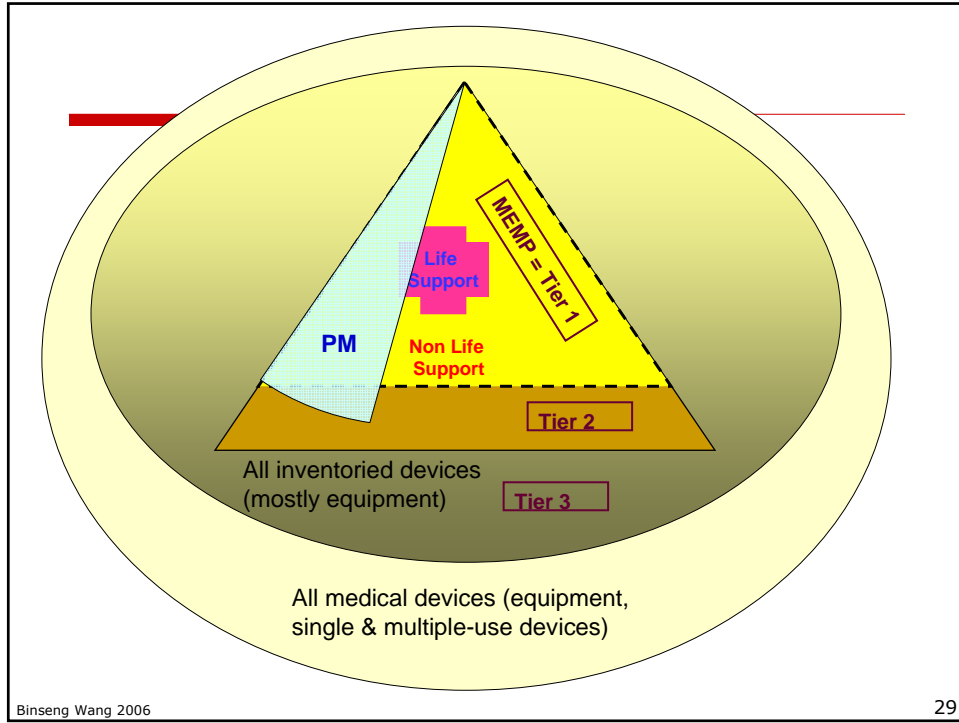 MEMP = Tier 1
Life
Support
PM
Non Life
Support
Tier 2
All inventoried devices
(mostly equipment)
Tier 3
All medical devices (equipment,
single & multiple-use devices)
Binseng Wang 2006
29